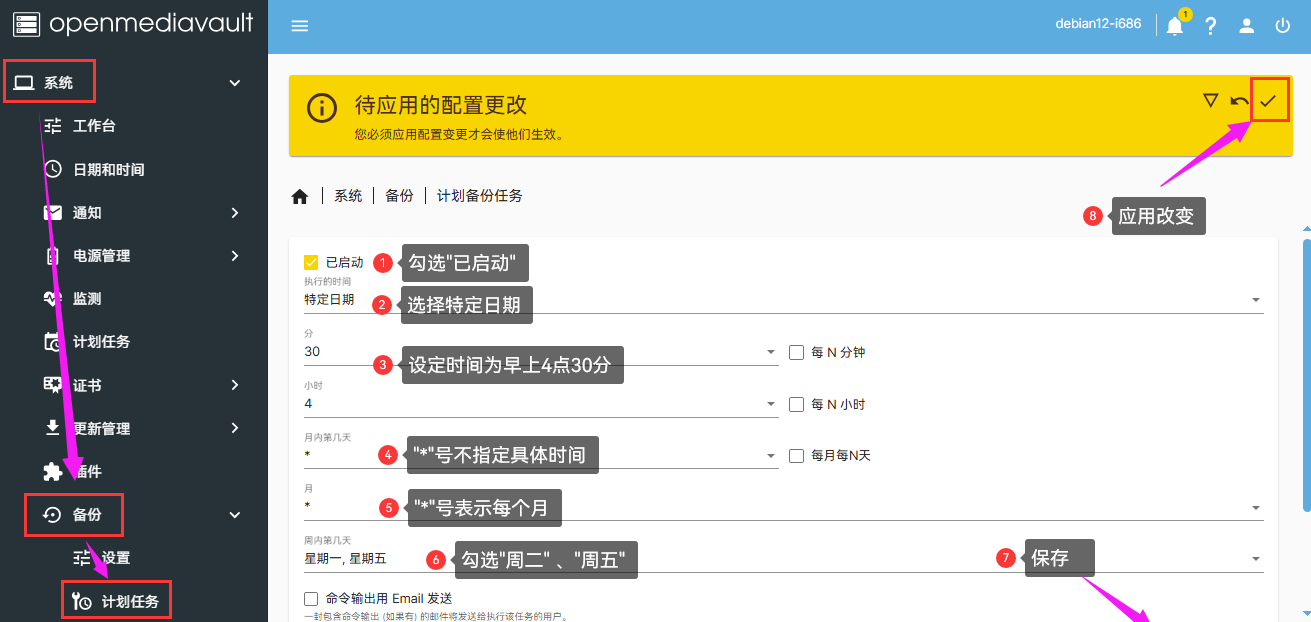 openmediavault
debian12-i686
1
系统
工作台
日期和时间
通知
电源管理
监测
计划任务
证书
更新管理
插件
备份
设置
计划任务
待应用的配置更改
您必须应用配置变更才会使他们生效。
8 应用改变
系统 | 备份 | 计划备份任务
已启动
1 勾选"已启动"
执行的时间
特定日期
2 选择特定日期
分
30
每 N 分钟
3 设定时间为早上4点30分
小时
4
每 N 小时
月内第几天
*
4 "*"号不指定具体时间
每月每N天
月
*
5 "*"号表示每个月
周内第几天
星期一, 星期五
6 勾选"周二" 、"周五"
7 保存
命令输出用 Email 发送
一封包含命令输出 (如果有) 的邮件将发送给执行该任务的用户。